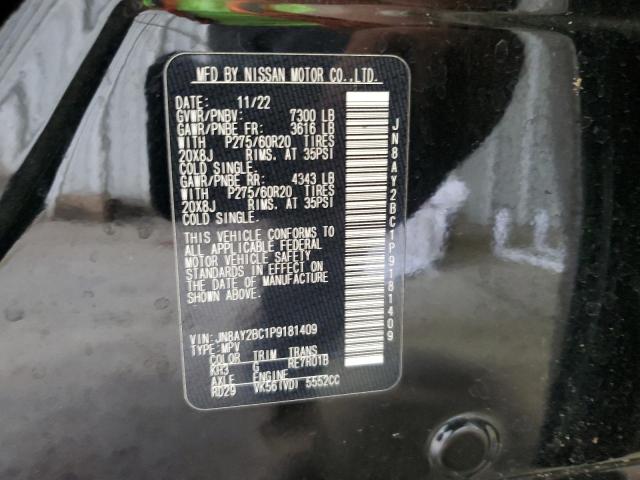 MFD BY NISSAN MOTOR CO.,LTD.
DATE: 11/22
GVWR/PNBV: 7300 LB
GAWR/PNBE FR: 3616 LB
WITH P275/60R20 TIRES
20X8J RIMS. AT 35PSI
COLD SINGLE.
GAWR/PNBE RR: 4343 LB
WITH P275/60R20 TIRES
20X8J RIMS. AT 35PSI
COLD SINGLE.
THIS VEHICLE CONFORMS TO
ALL APPLICABLE FEDERAL
MOTOR VEHICLE SAFETY
STANDARDS IN EFFECT ON
THE DATE OF MANUFACTURE
SHOWN ABOVE.
VIN: JN8AY2BC1P9181409
TYPE: MPV
COLOR TRIM TRANS
KH3 G RE7R01B
AXLE ENGINE
RD29 VK56(VD) 5552CC
JN8AY2BC1P9181409